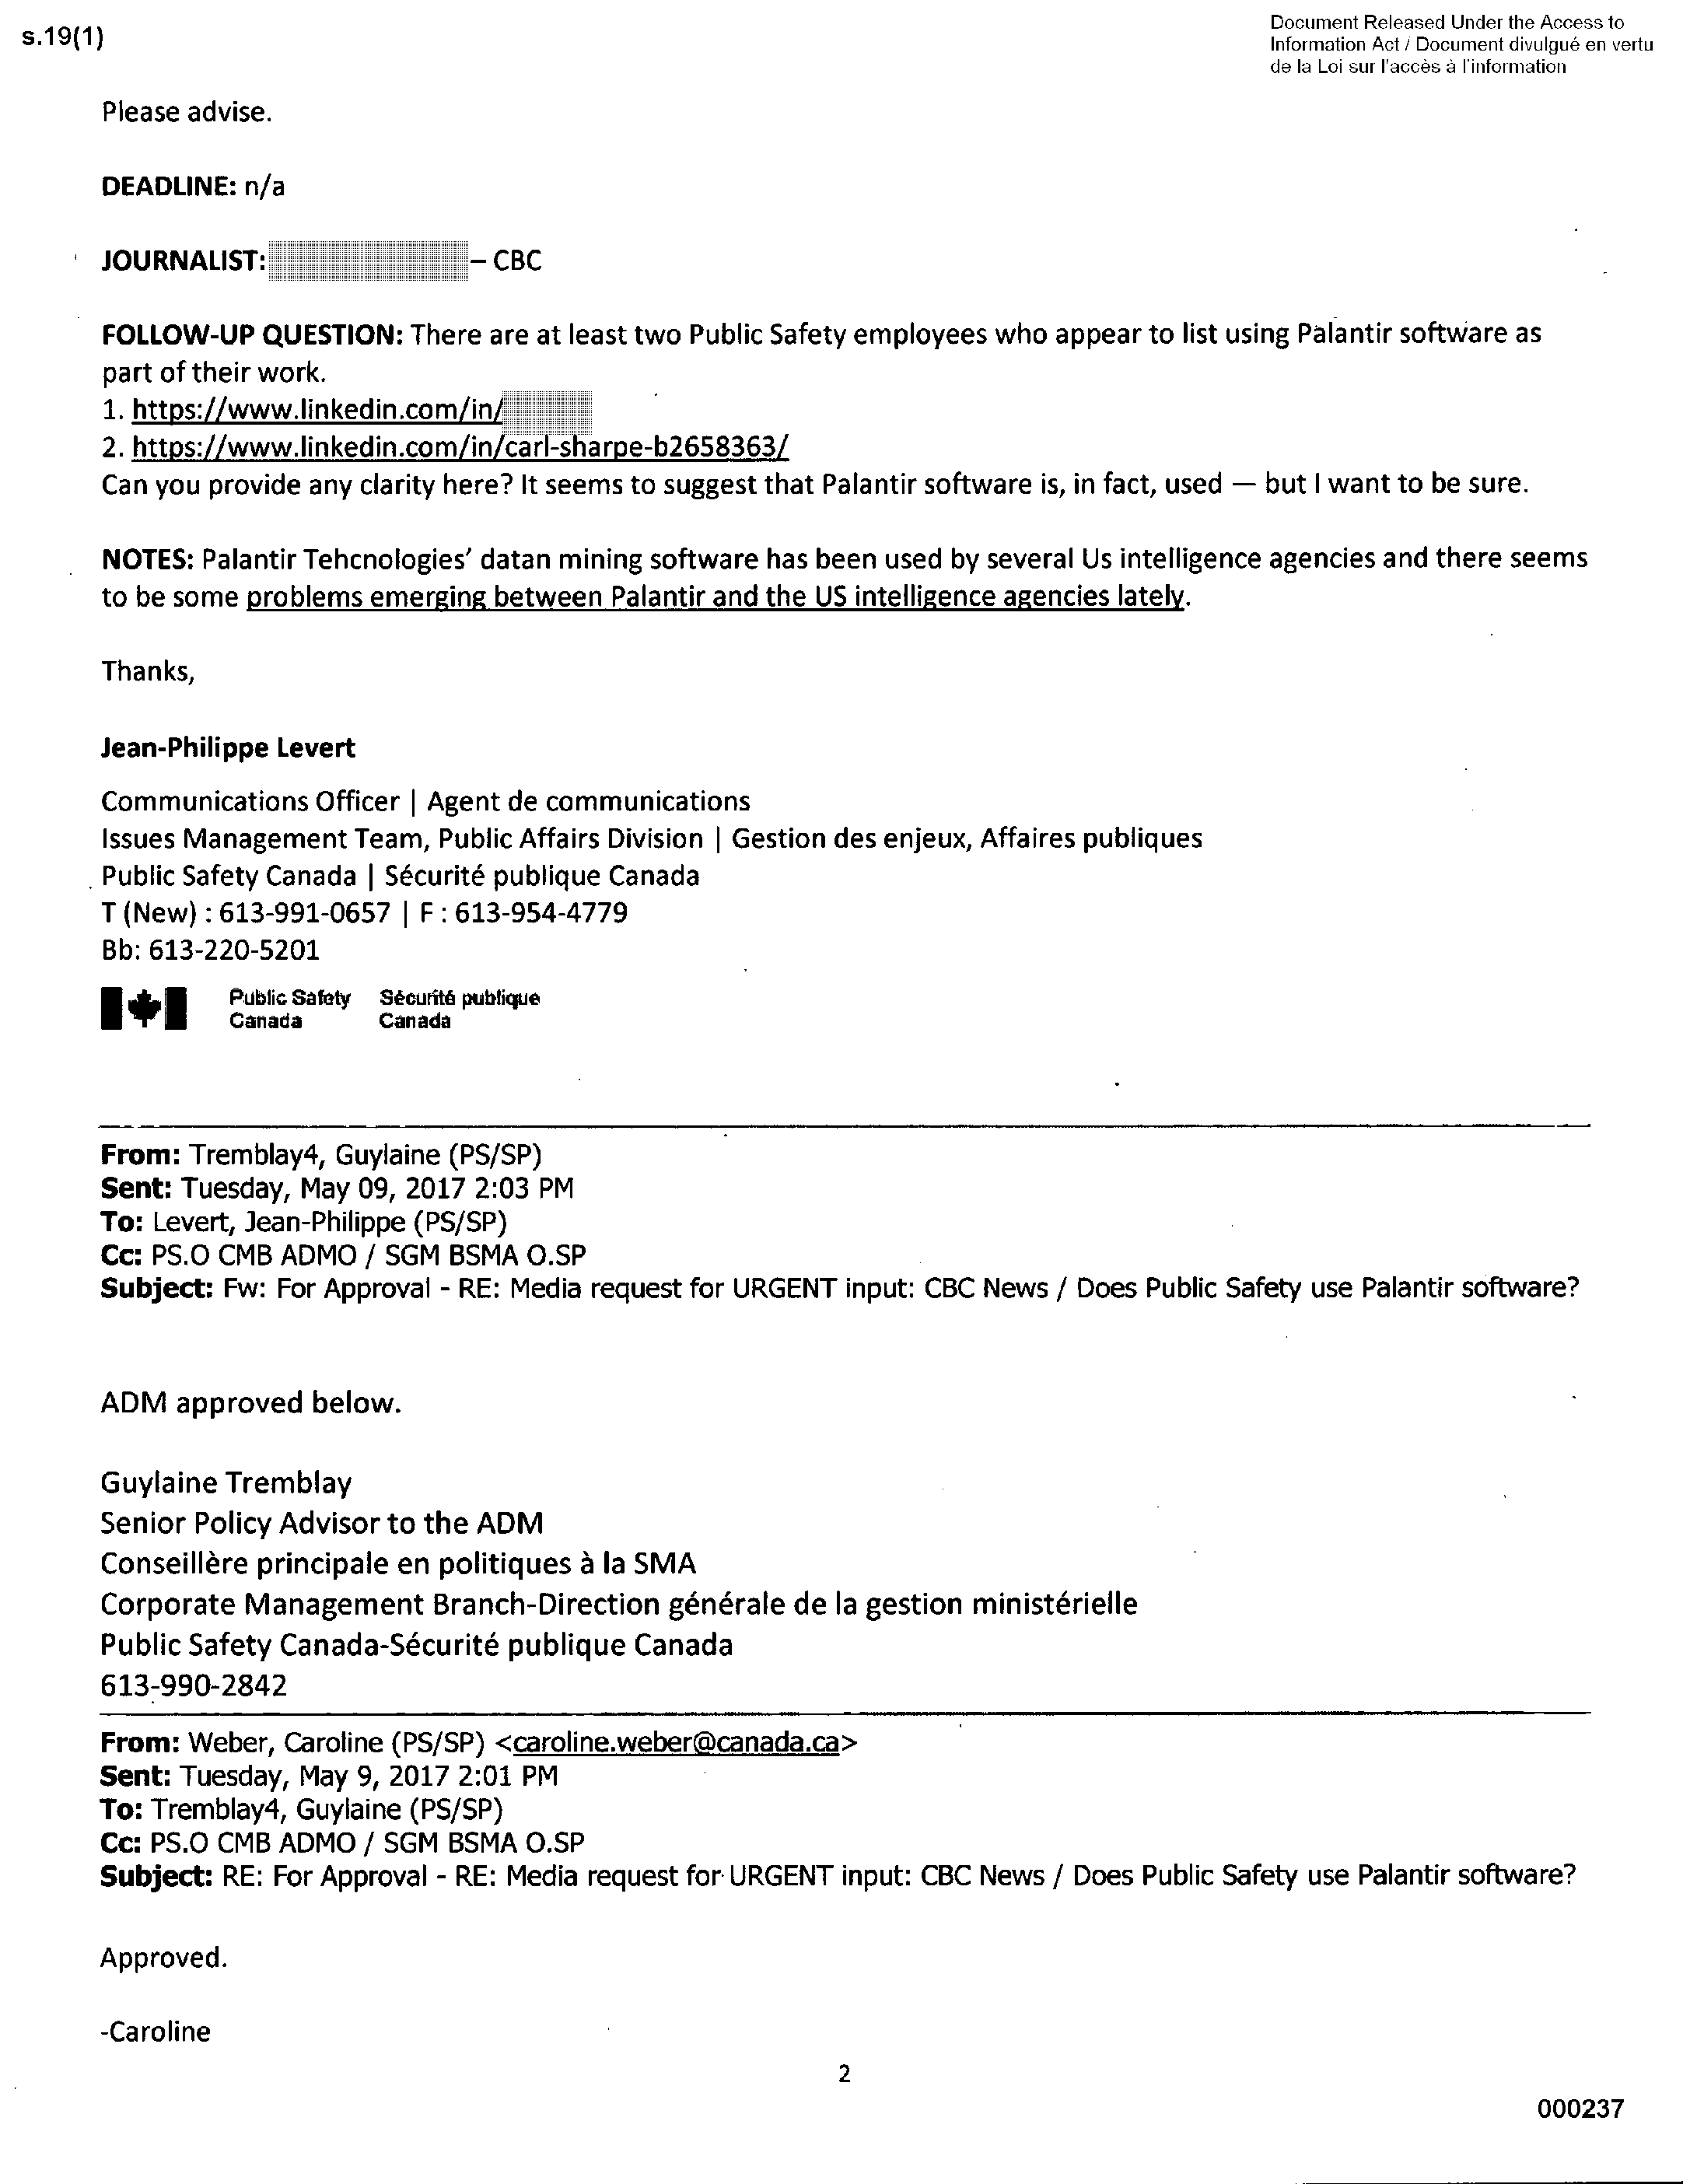 s.19(1)
Document Released Under the Access to
Information Act / Document divulgué en vertu
de la Loi sur l'accès à l'information
Please advise.
DEADLINE: n/a
JOURNALIST: – CBC
FOLLOW-UP QUESTION: There are at least two Public Safety employees who appear to list using Palantir software as
part of their work.
1. https://www.linkedin.com/in/
2. https://www.linkedin.com/in/carl-sharpe-b2658363/
Can you provide any clarity here? It seems to suggest that Palantir software is, in fact, used — but I want to be sure.
NOTES: Palantir Tehcnologies' datan mining software has been used by several Us intelligence agencies and there seems
to be some problems emerging between Palantir and the US intelligence agencies lately.
Thanks,
Jean-Philippe Levert
Communications Officer | Agent de communications
Issues Management Team, Public Affairs Division | Gestion des enjeux, Affaires publiques
Public Safety Canada | Sécurité publique Canada
T (New) : 613-991-0657 | F : 613-954-4779
Bb: 613-220-5201
Public Safety Sécurité publique
Canada Canada
From: Tremblay4, Guylaine (PS/SP)
Sent: Tuesday, May 09, 2017 2:03 PM
To: Levert, Jean-Philippe (PS/SP)
Cc: PS.O CMB ADMO / SGM BSMA O.SP
Subject: Fw: For Approval - RE: Media request for URGENT input: CBC News / Does Public Safety use Palantir software?
ADM approved below.
Guylaine Tremblay
Senior Policy Advisor to the ADM
Conseillère principale en politiques à la SMA
Corporate Management Branch-Direction générale de la gestion ministérielle
Public Safety Canada-Sécurité publique Canada
613-990-2842
From: Weber, Caroline (PS/SP) <caroline.weber@canada.ca>
Sent: Tuesday, May 9, 2017 2:01 PM
To: Tremblay4, Guylaine (PS/SP)
Cc: PS.O CMB ADMO / SGM BSMA O.SP
Subject: RE: For Approval - RE: Media request for URGENT input: CBC News / Does Public Safety use Palantir software?
Approved.
-Caroline
2
000237